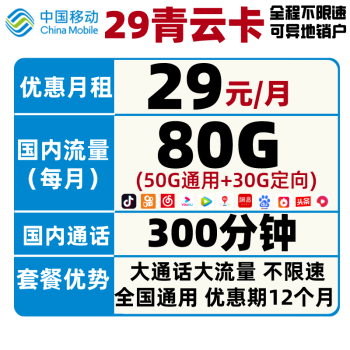 中国移动
China Mobile
29青云卡
全程不限速
可异地销户
优惠月租
29元/月
国内流量
(每月)
80G
(50G通用+30G定向)
国内通话
300分钟
套餐优势
大通话大流量 不限速
全国通用 优惠期12个月